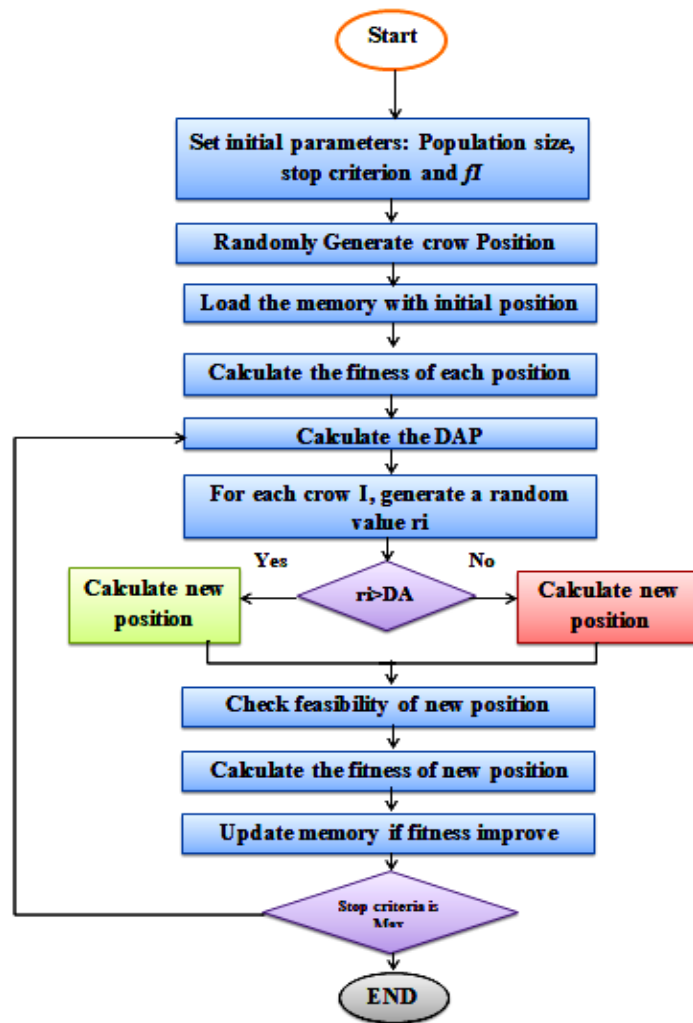 Start
Set initial parameters: Population size,
stop criterion and fI
Randomly Generate crow Position
Load the memory with initial position
Calculate the fitness of each position
Calculate the DAP
For each crow I, generate a random
value ri
Yes
No
Calculate new
position
ri>DA
Calculate new
position
Check feasibility of new position
Calculate the fitness of new position
Update memory if fitness improve
Stop criteria is
END